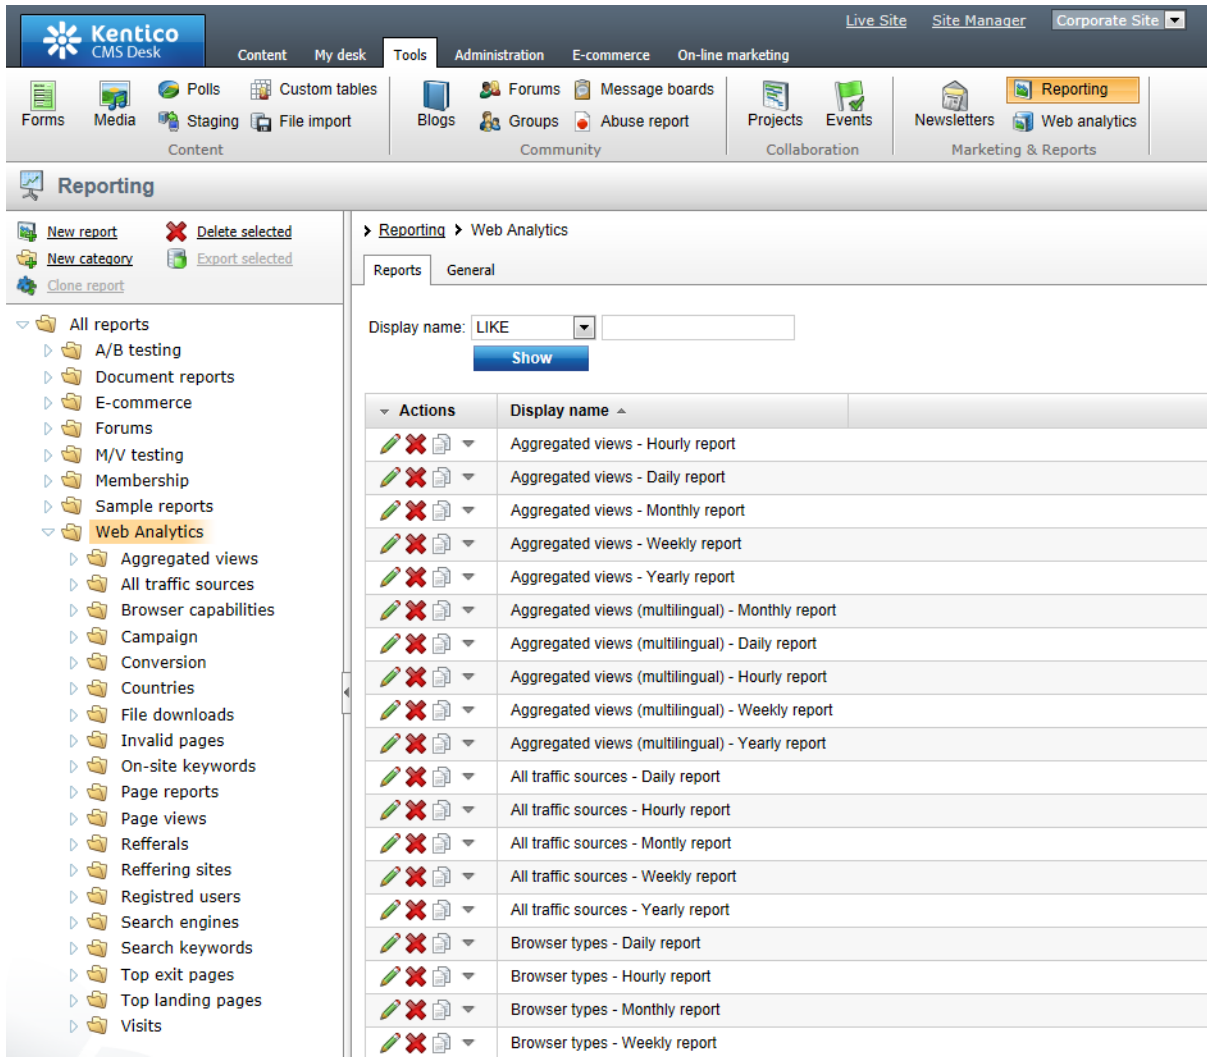 Live Site Site Manager Corporate Site
Kentico
CMS Desk
Content My desk Tools Administration E-commerce On-line marketing
Forms Media Polls Custom tables
Staging File import
Content
Blogs Forums Message boards
Groups Abuse report
Community
Projects Events
Collaboration
Newsletters Reporting
Web analytics
Marketing & Reports
Reporting
New report Delete selected
New category Export selected
Clone report
All reports
A/B testing
Document reports
E-commerce
Forums
M/V testing
Membership
Sample reports
Web Analytics
Aggregated views
All traffic sources
Browser capabilities
Campaign
Conversion
Countries
File downloads
Invalid pages
On-site keywords
Page reports
Page views
Refferals
Reffering sites
Registred users
Search engines
Search keywords
Top exit pages
Top landing pages
Visits
Reporting Web Analytics
Reports General
Display name: LIKE
Show
Actions Display name
Aggregated views - Hourly report
Aggregated views - Daily report
Aggregated views - Monthly report
Aggregated views - Weekly report
Aggregated views - Yearly report
Aggregated views (multilingual) - Monthly report
Aggregated views (multilingual) - Daily report
Aggregated views (multilingual) - Hourly report
Aggregated views (multilingual) - Weekly report
Aggregated views (multilingual) - Yearly report
All traffic sources - Daily report
All traffic sources - Hourly report
All traffic sources - Montly report
All traffic sources - Weekly report
All traffic sources - Yearly report
Browser types - Daily report
Browser types - Hourly report
Browser types - Monthly report
Browser types - Weekly report